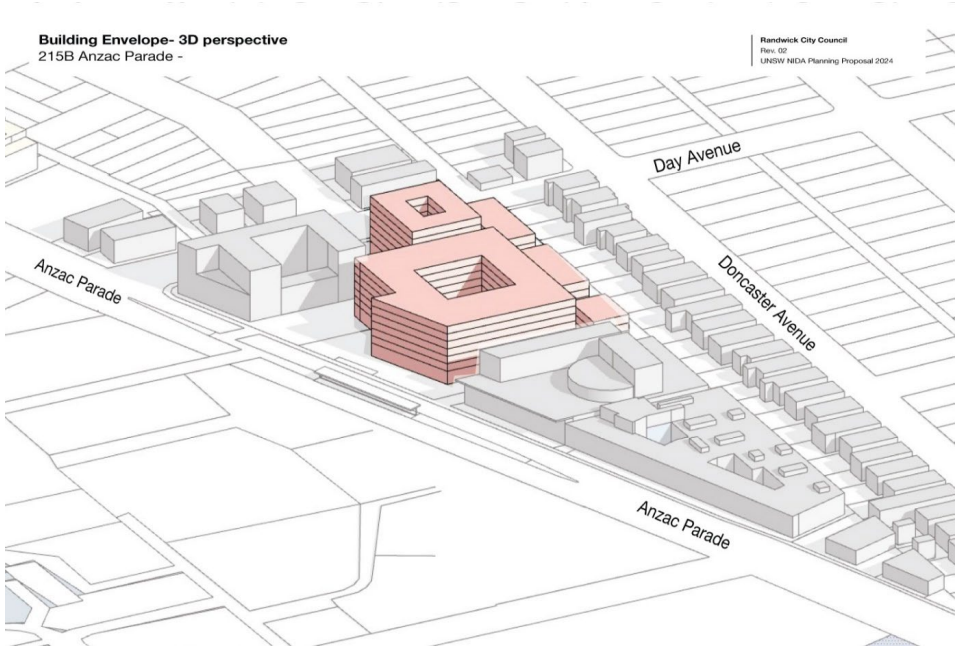 Building Envelope- 3D perspective
215B Anzac Parade -
Randwick City Council
Rev. 02
UNSW NIDA Planning Proposal 2024
Day Avenue
Anzac Parade
Doncaster Avenue
Anzac Parade